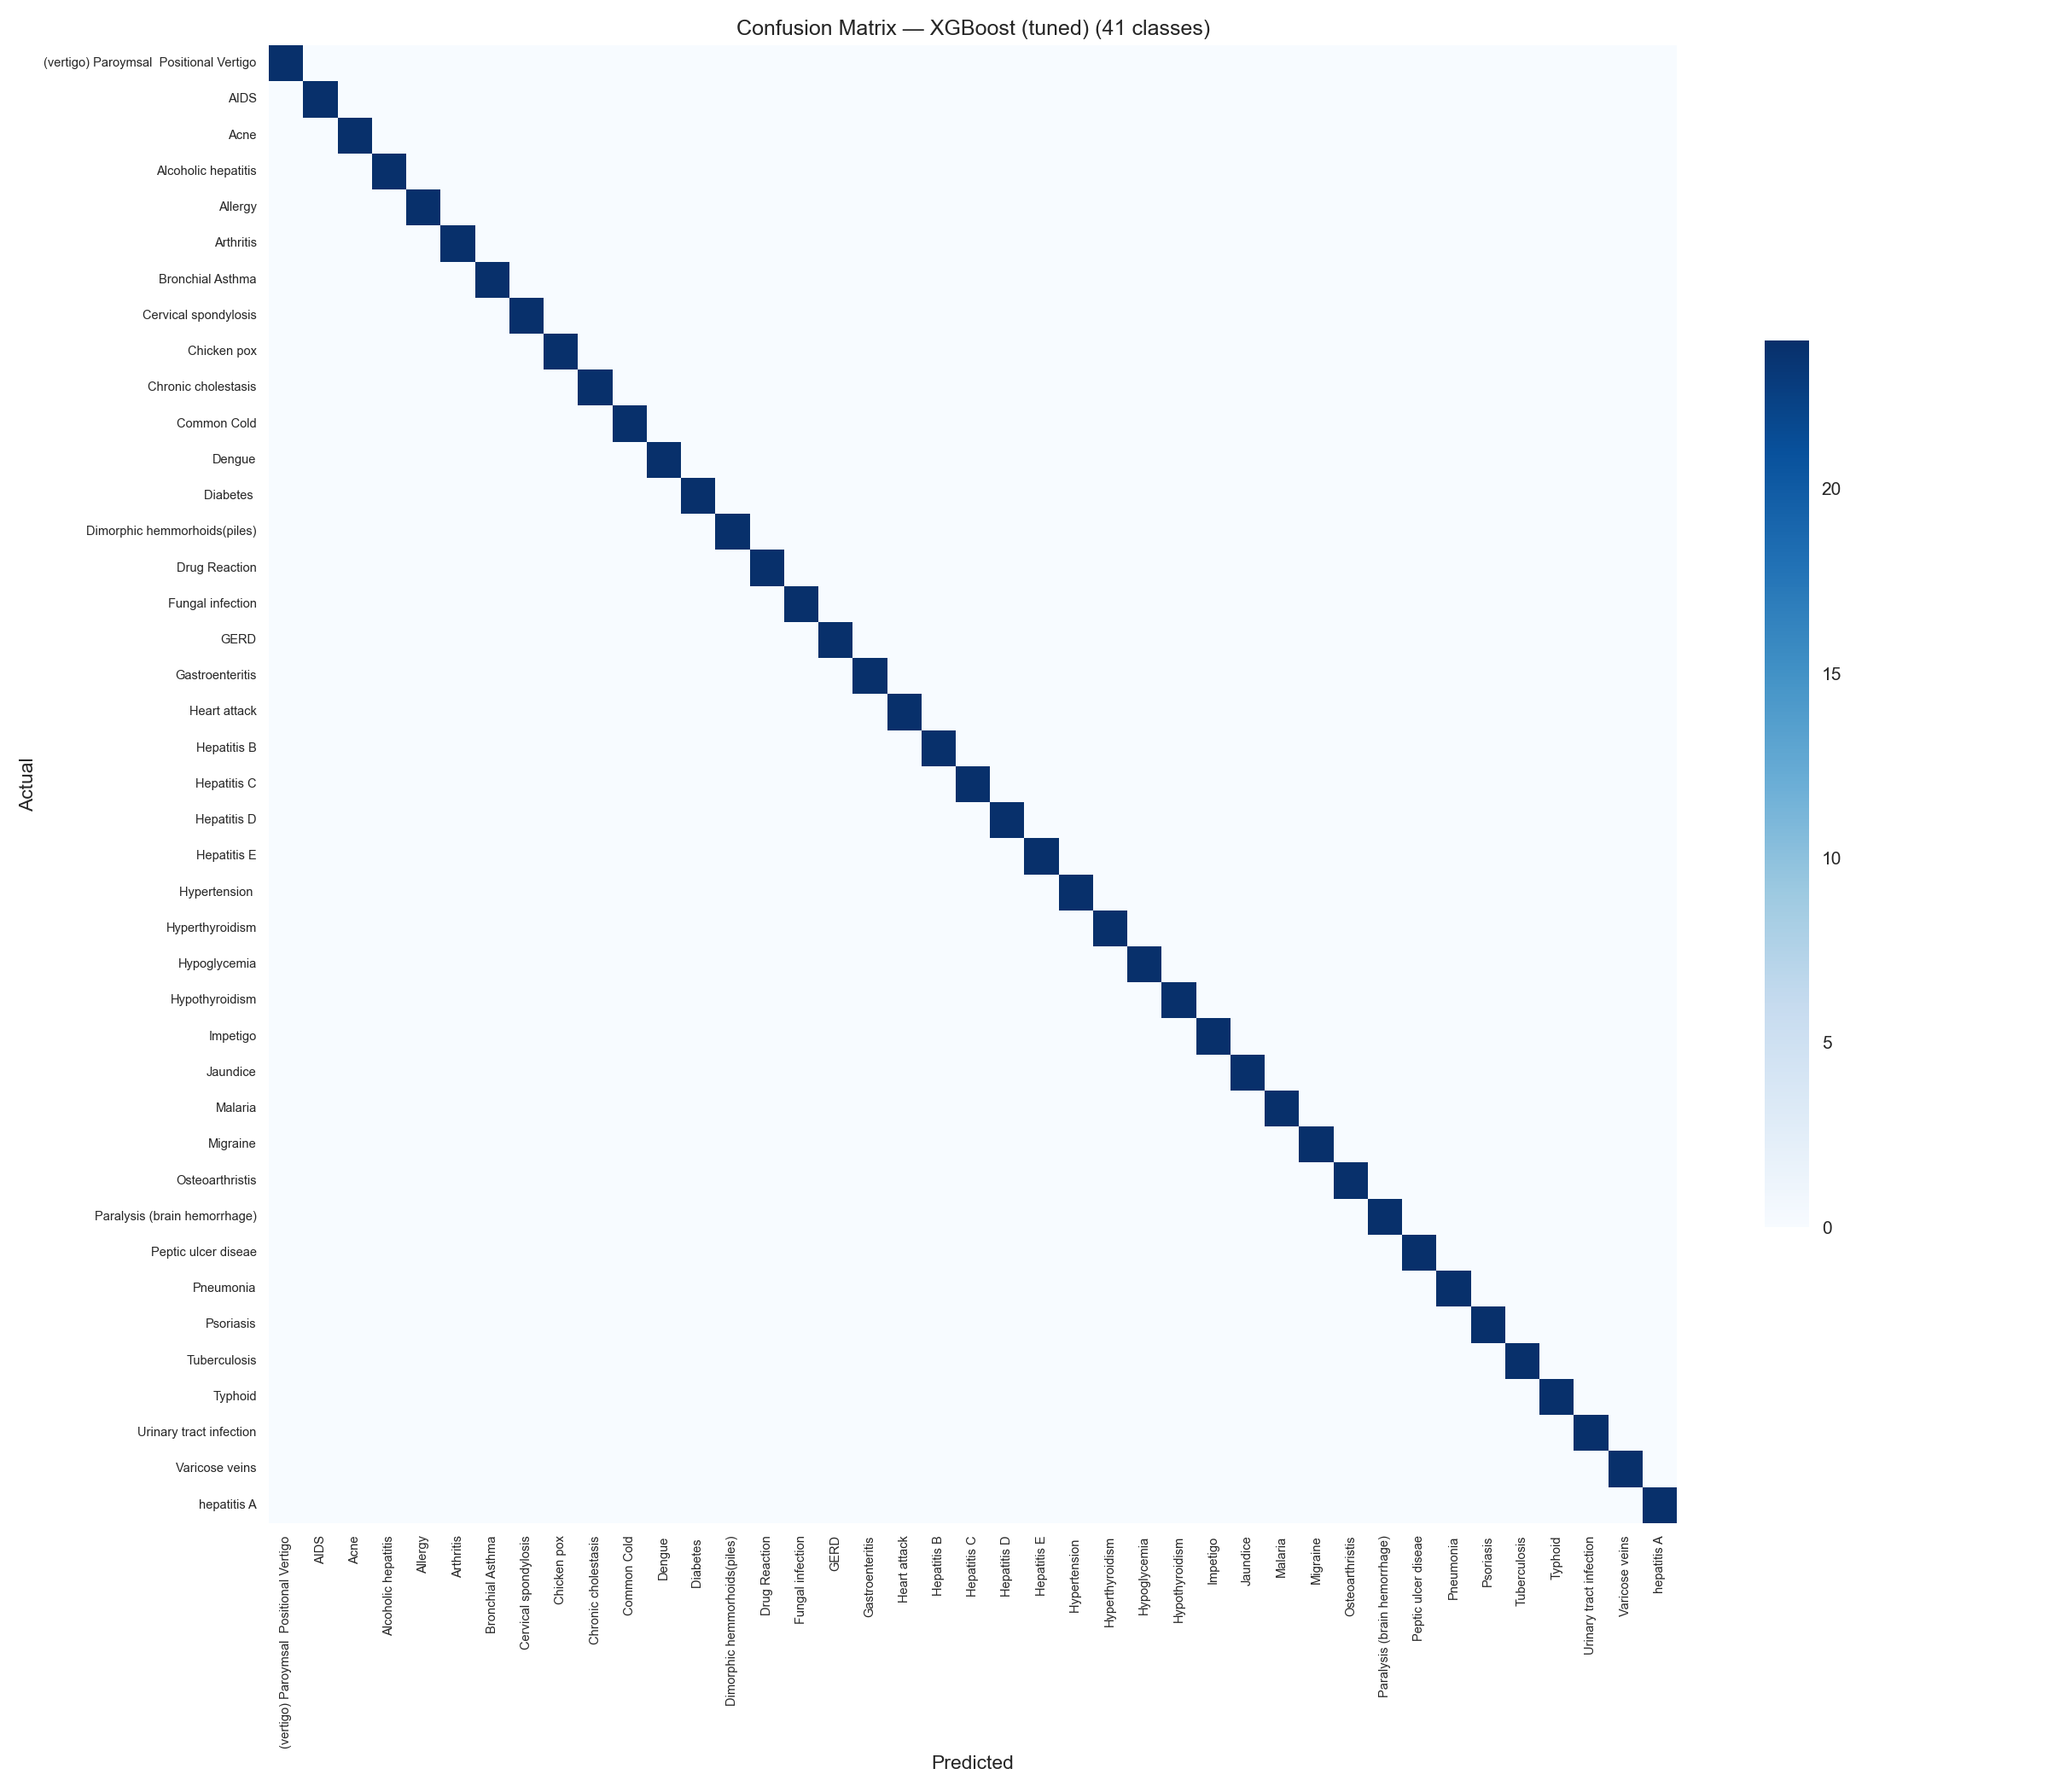 Confusion Matrix — XGBoost (tuned) (41 classes)
Actual
(vertigo) Paroymsal  Positional Vertigo
AIDS
Acne
Alcoholic hepatitis
Allergy
Arthritis
Bronchial Asthma
Cervical spondylosis
Chicken pox
Chronic cholestasis
Common Cold
Dengue
Diabetes
Dimorphic hemmorhoids(piles)
Drug Reaction
Fungal infection
GERD
Gastroenteritis
Heart attack
Hepatitis B
Hepatitis C
Hepatitis D
Hepatitis E
Hypertension
Hyperthyroidism
Hypoglycemia
Hypothyroidism
Impetigo
Jaundice
Malaria
Migraine
Osteoarthristis
Paralysis (brain hemorrhage)
Peptic ulcer diseae
Pneumonia
Psoriasis
Tuberculosis
Typhoid
Urinary tract infection
Varicose veins
hepatitis A
(vertigo) Paroymsal  Positional Vertigo
AIDS
Acne
Alcoholic hepatitis
Allergy
Arthritis
Bronchial Asthma
Cervical spondylosis
Chicken pox
Chronic cholestasis
Common Cold
Dengue
Diabetes
Dimorphic hemmorhoids(piles)
Drug Reaction
Fungal infection
GERD
Gastroenteritis
Heart attack
Hepatitis B
Hepatitis C
Hepatitis D
Hepatitis E
Hypertension
Hyperthyroidism
Hypoglycemia
Hypothyroidism
Impetigo
Jaundice
Malaria
Migraine
Osteoarthristis
Paralysis (brain hemorrhage)
Peptic ulcer diseae
Pneumonia
Psoriasis
Tuberculosis
Typhoid
Urinary tract infection
Varicose veins
hepatitis A
Predicted
20
15
10
5
0